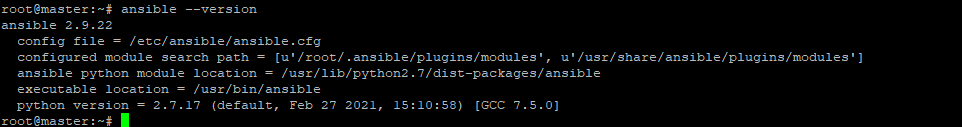 root@master:~# ansible --version
ansible 2.9.22
  config file = /etc/ansible/ansible.cfg
  configured module search path = [u'/root/.ansible/plugins/modules', u'/usr/share/ansible/plugins/modules']
  ansible python module location = /usr/lib/python2.7/dist-packages/ansible
  executable location = /usr/bin/ansible
  python version = 2.7.17 (default, Feb 27 2021, 15:10:58) [GCC 7.5.0]
root@master:~#